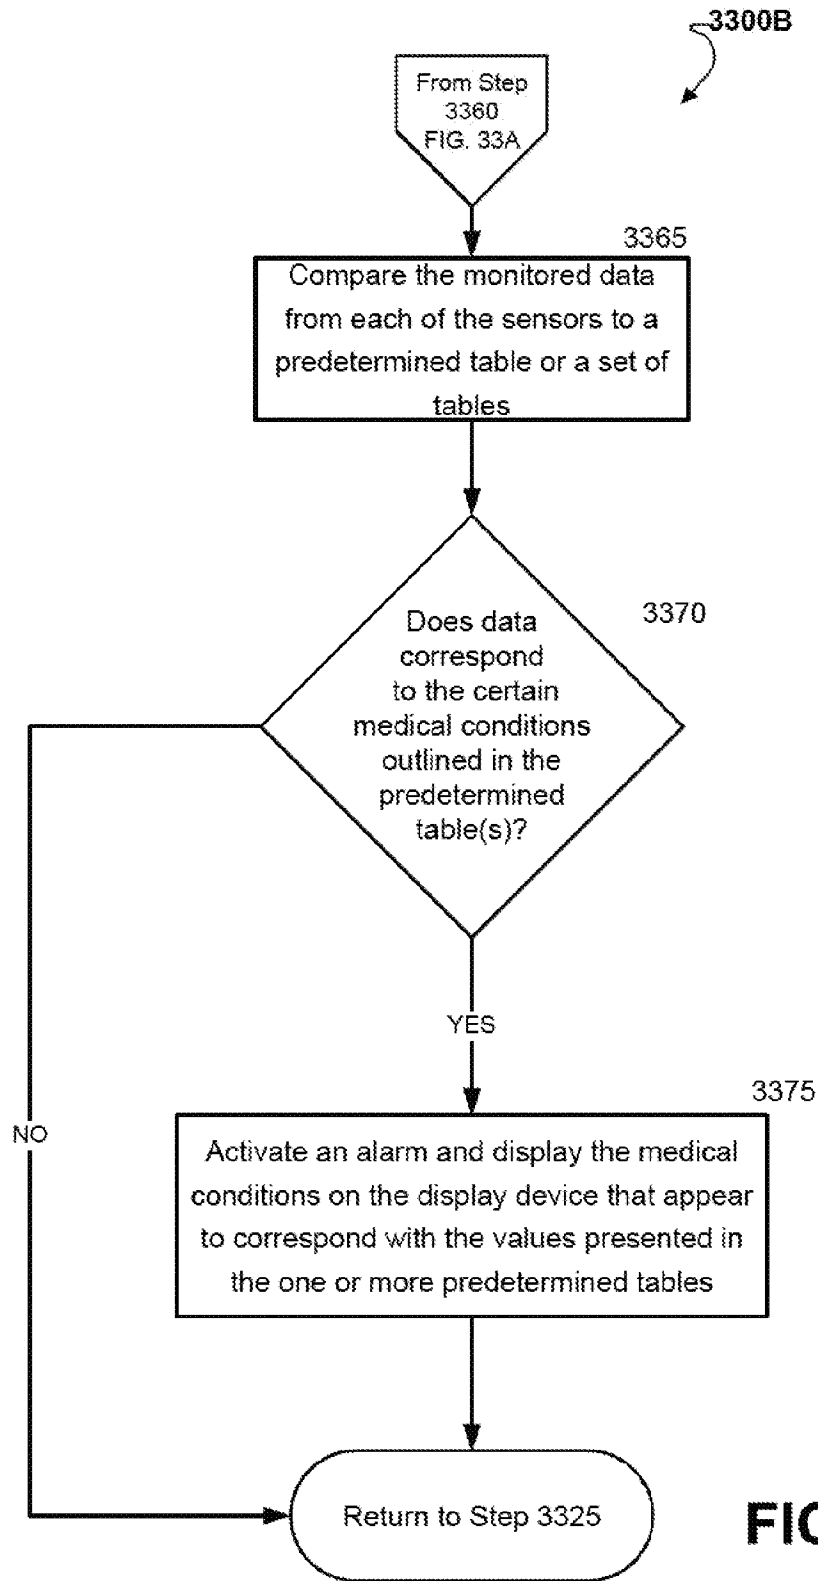 3300B
From Step
3360
FIG. 33A
3365
Compare the monitored data
from each of the sensors to a
predetermined table or a set of
tables
3370
Does data
correspond
to the certain
medical conditions
outlined in the
predetermined
table(s)?
YES
NO
3375
Activate an alarm and display the medical
conditions on the display device that appear
to correspond with the values presented in
the one or more predetermined tables
Return to Step 3325